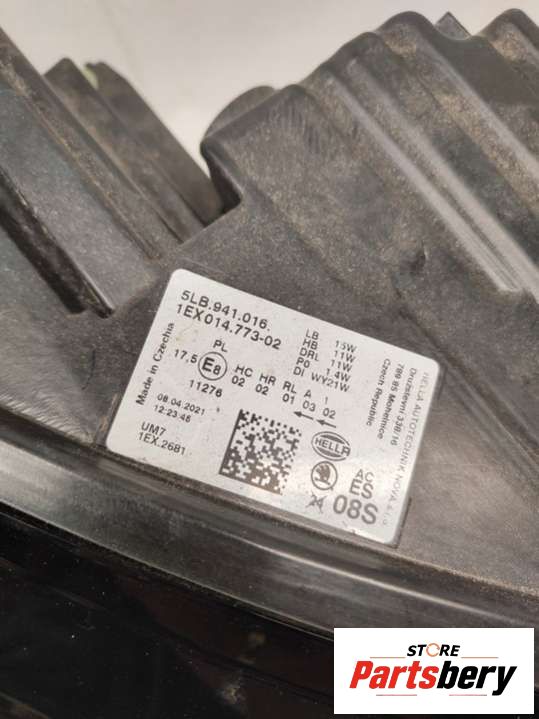 5LB.941.016.
1EX 014.773-02
LB
HB 15W
DRL 11W
PO 11W
DI 1.4W
WY21W
PL
17,5 E8 HC HR RL A 1
11276 02 02 01 03 02
Made in Czechia
08.04.2021
12:23:45
UM7
1EX.2681
HELLA
HELLA AUTOTECHNIK NOVA s.r.o.
Družstevní 338/16
789 85 Mohelnice
Czech Republic
AC
ES
08S
STORE
Partsbery